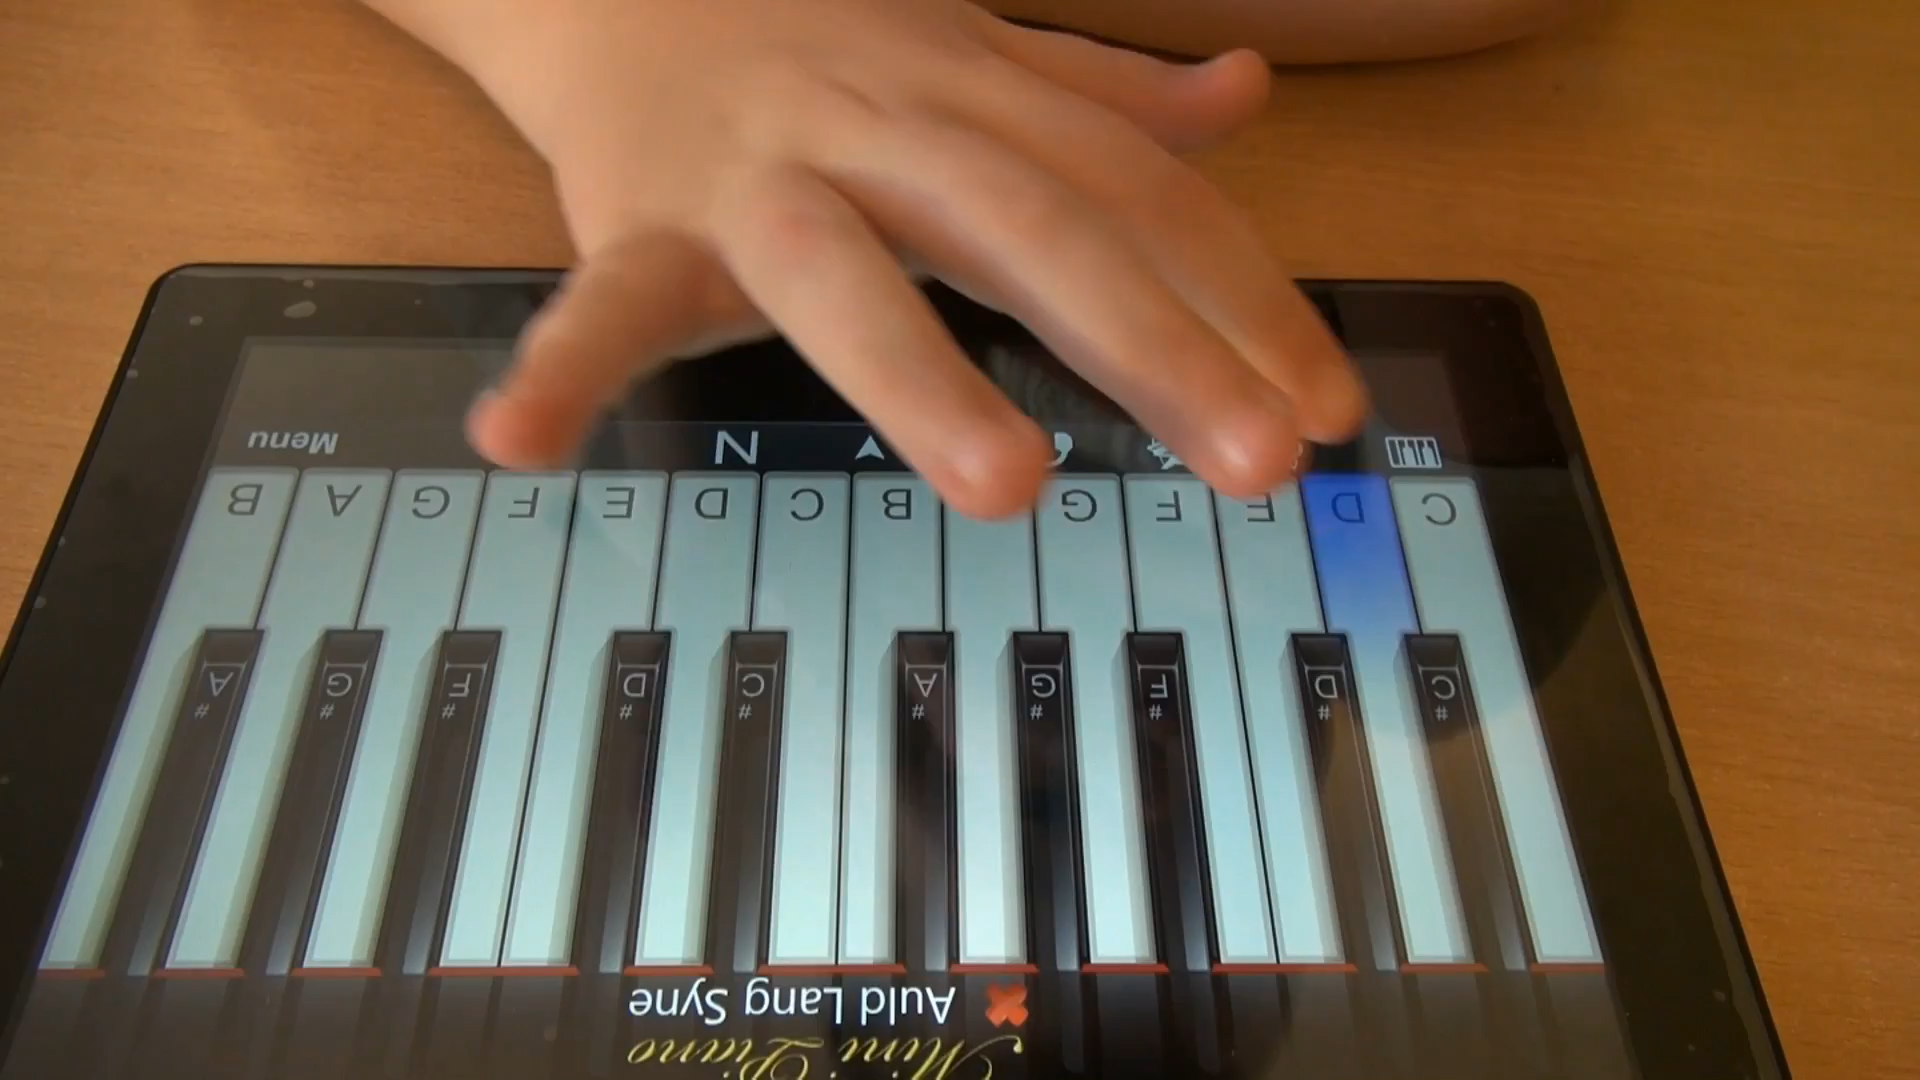 Mini Piano
Auld Lang Syne
C# D# F# G# A# C# D# F# G# A#
C D E F G B C D E F G A B
N Menu